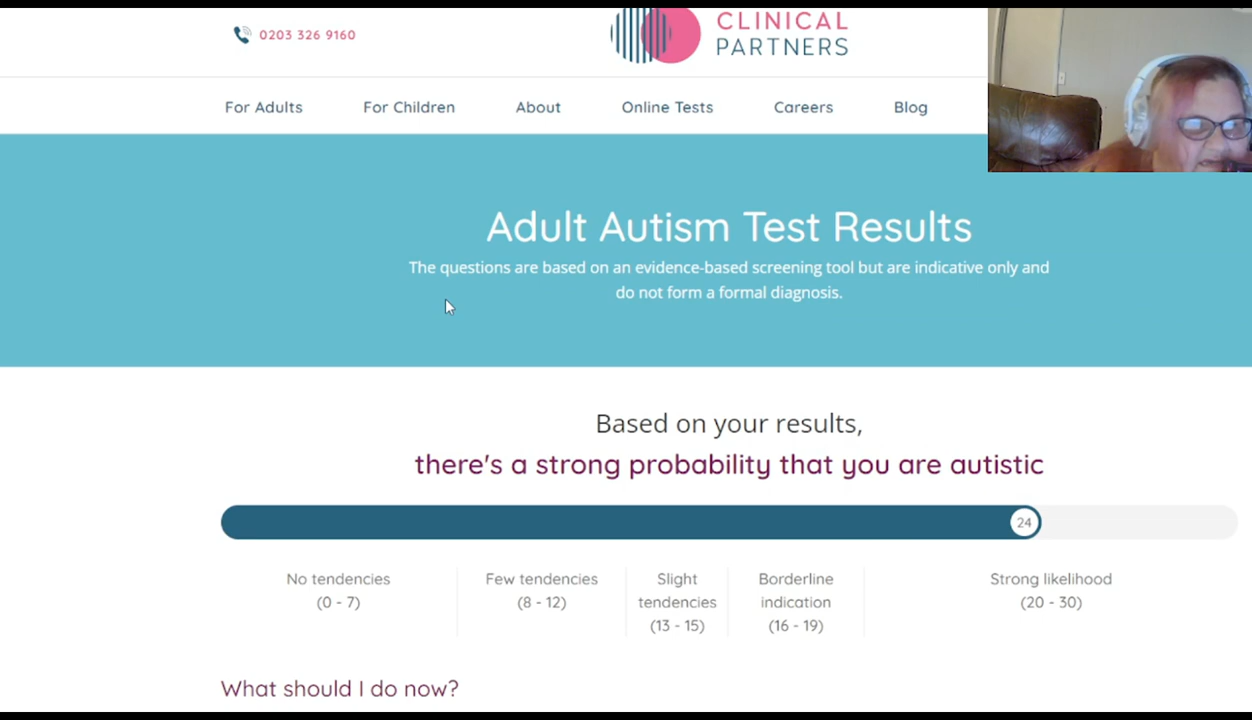 0203 326 9160
CLINICAL
PARTNERS
For Adults
For Children
About
Online Tests
Careers
Blog
Adult Autism Test Results
The questions are based on an evidence-based screening tool but are indicative only and
do not form a formal diagnosis.
Based on your results,
there's a strong probability that you are autistic
24
No tendencies
(0 - 7)
Few tendencies
(8 - 12)
Slight
tendencies
(13 - 15)
Borderline
indication
(16 - 19)
Strong likelihood
(20 - 30)
What should I do now?